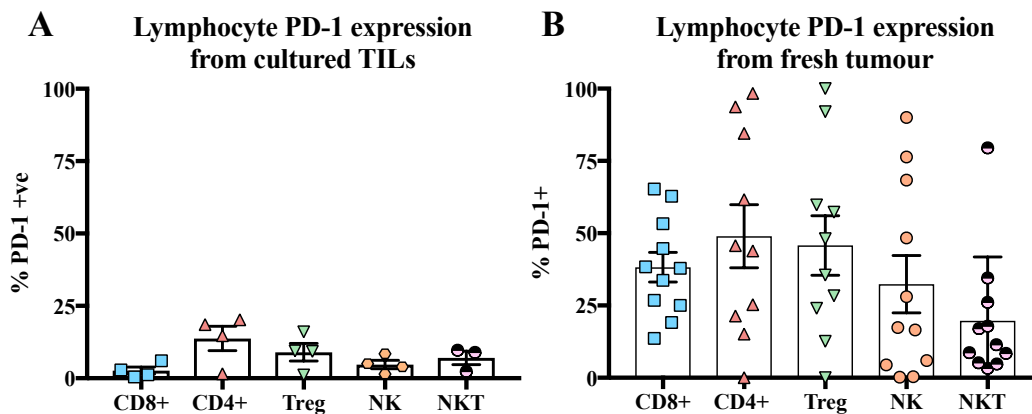 A
Lymphocyte PD-1 expression
from cultured TILs
% PD-1 +ve
100
75
50
25
0
CD8+ CD4+ Treg NK NKT
B
Lymphocyte PD-1 expression
from fresh tumour
% PD-1+
100
75
50
25
0
CD8+ CD4+ Treg NK NKT